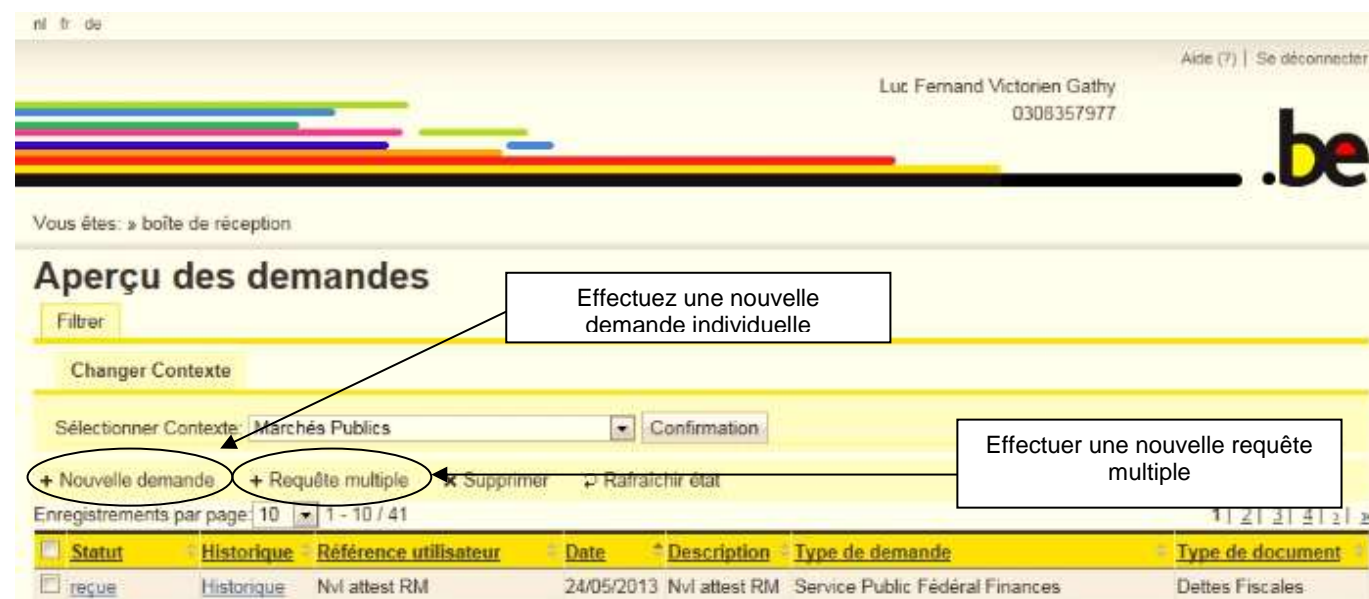 nl fr de
Aide (?) | Se déconnecter
Luc Fernand Victorien Gathy
0308357977
.be
Vous êtes: » boîte de réception
Aperçu des demandes
Effectuez une nouvelle
demande individuelle
Filtrer
Changer Contexte
Sélectionner Contexte: Marchés Publics Confirmation
Effectuer une nouvelle requête
multiple
+ Nouvelle demande + Requête multiple × Supprimer Rafraîchir état
Enregistrements par page: 10 1 - 10 / 41 1 | 2 | 3 | 4 | > | »
Statut Historique Référence utilisateur Date Description Type de demande Type de document
reçue Historique Nvl attest RM 24/05/2013 Nvl attest RM Service Public Fédéral Finances Dettes Fiscales